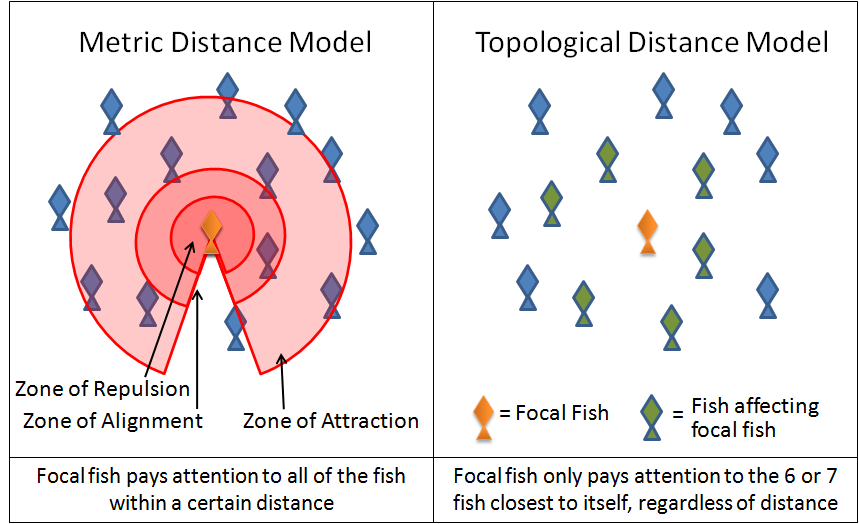 Metric Distance Model
Zone of Repulsion
Zone of Alignment
Zone of Attraction
Focal fish pays attention to all of the fish
within a certain distance
Topological Distance Model
= Focal Fish
= Fish affecting
focal fish
Focal fish only pays attention to the 6 or 7
fish closest to itself, regardless of distance